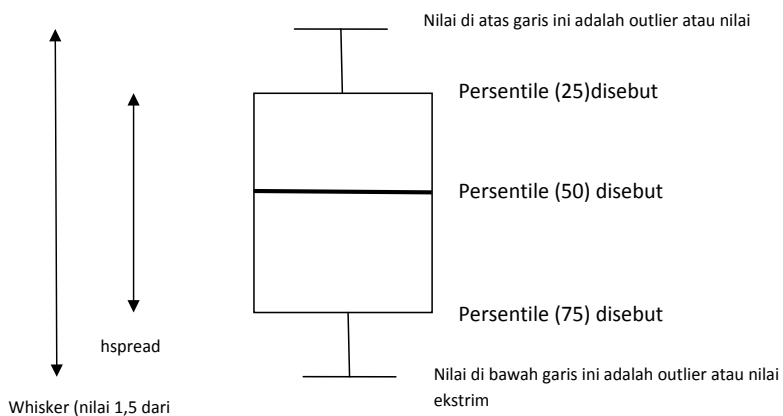 Nilai di atas garis ini adalah outlier atau nilai
Persentile (25)disebut
Persentile (50) disebut
Persentile (75) disebut
hspread
Nilai di bawah garis ini adalah outlier atau nilai
ekstrim
Whisker (nilai 1,5 dari